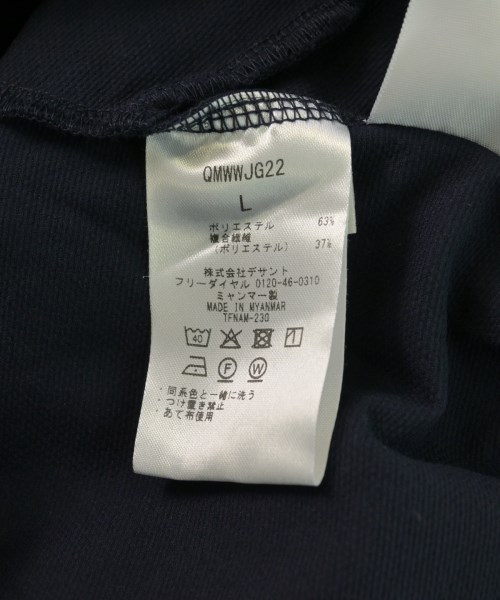 QMWWJG22
L
ポリエステル 63%
複合繊維
(ポリエステル) 37%
株式会社デサント
フリーダイヤル 0120-46-0310
ミャンマー製
MADE IN MYANMAR
TFNAM-230
40
F W
・同系色と一緒に洗う
・つけ置き禁止
・あて布使用